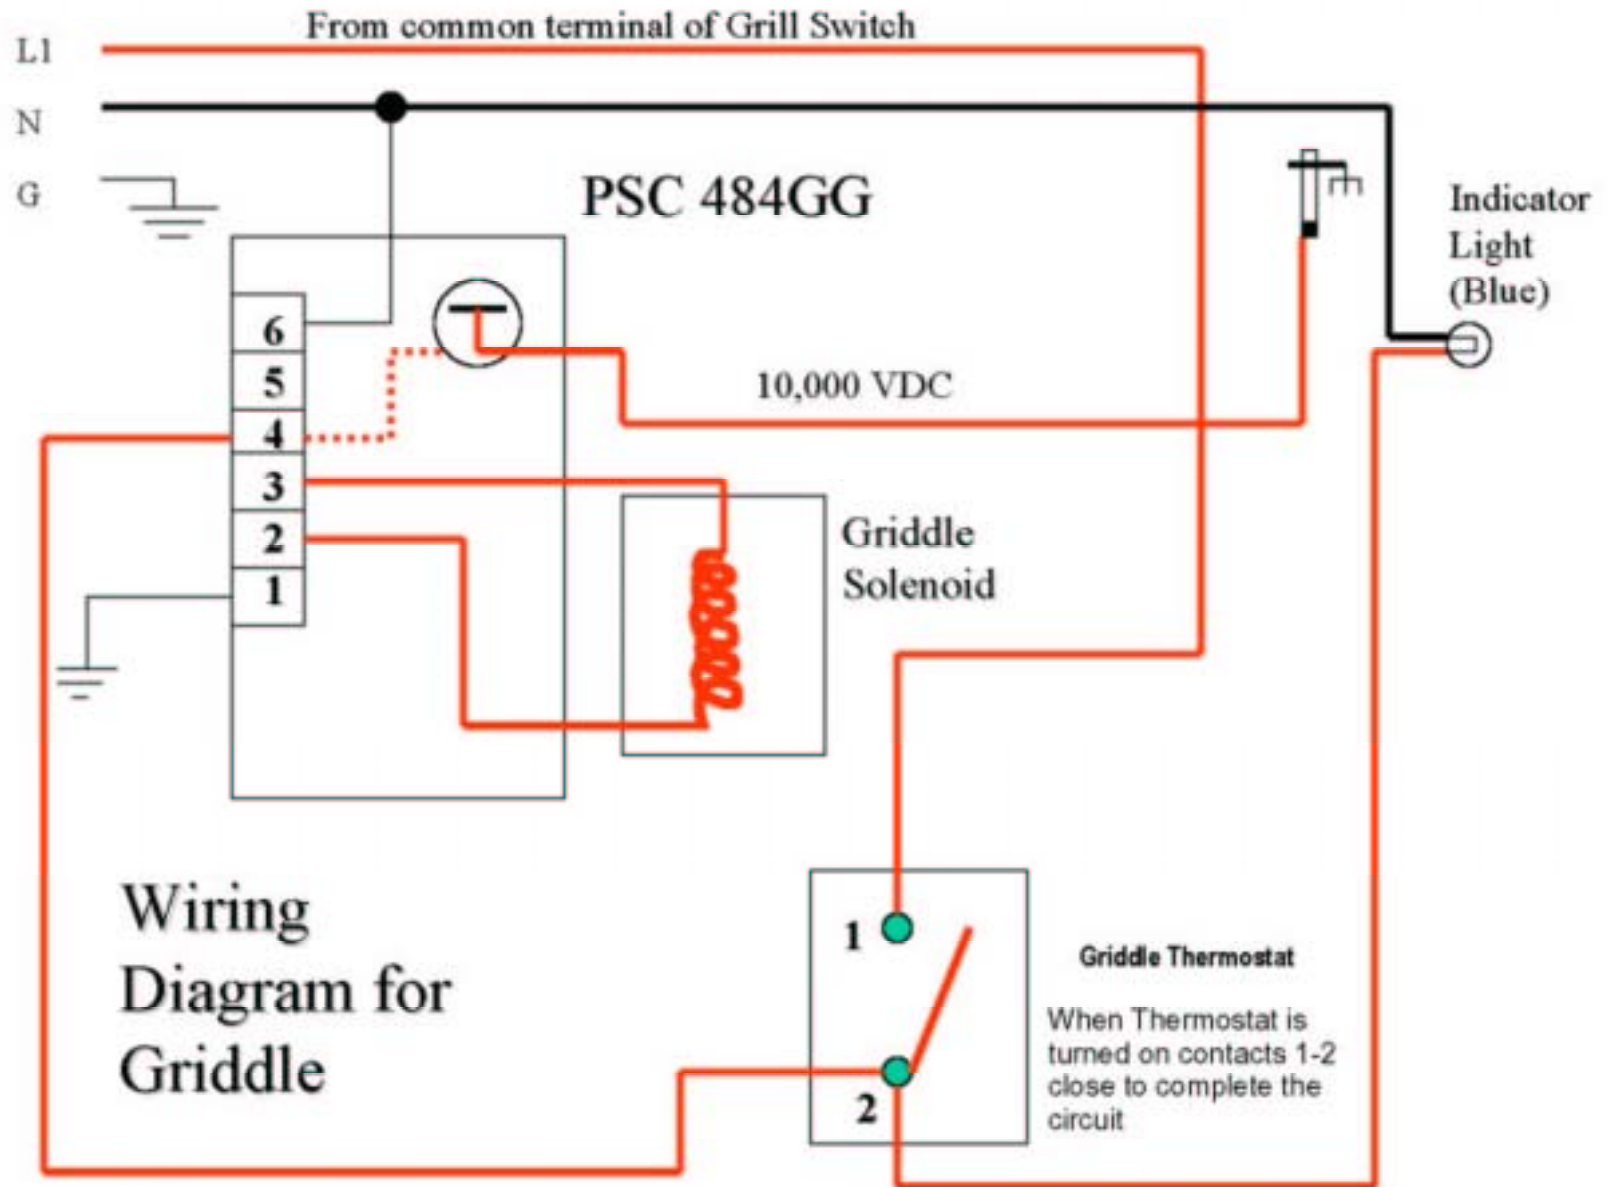 From common terminal of Grill Switch
L1
N
G
PSC 484GG
Indicator
Light
(Blue)
6
5
4
3
2
1
10,000 VDC
Griddle
Solenoid
Wiring
Diagram for
Griddle
1
2
Griddle Thermostat
When Thermostat is
turned on contacts 1-2
close to complete the
circuit